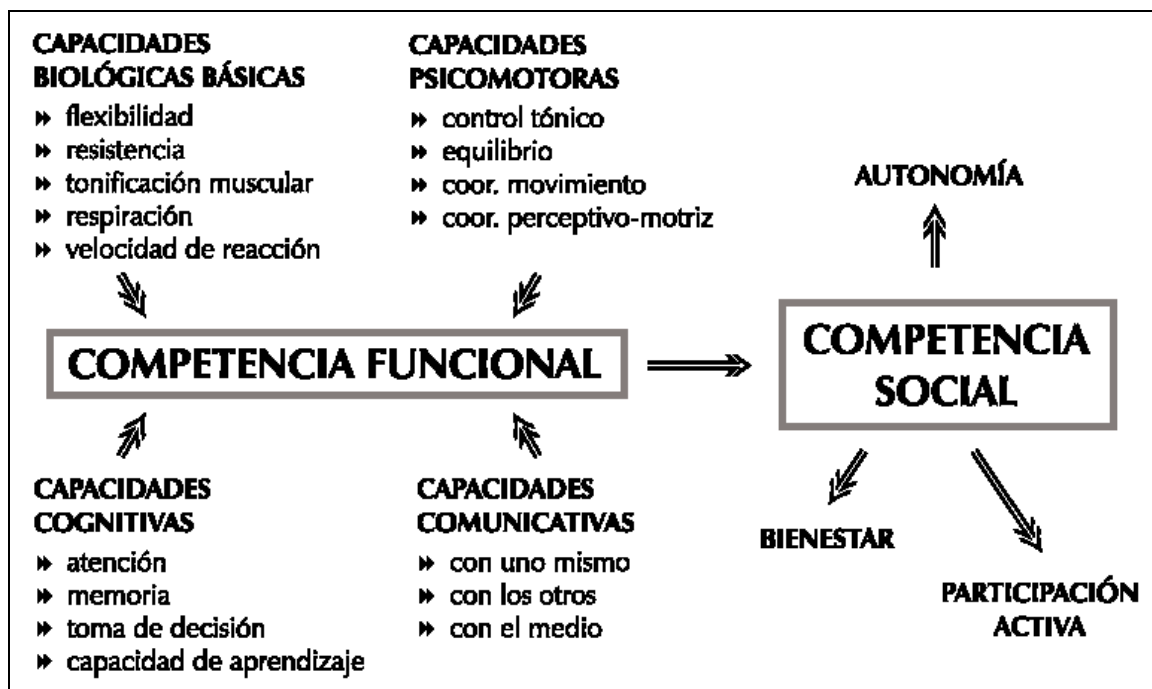 CAPACIDADES
BIOLÓGICAS BÁSICAS
» flexibilidad
» resistencia
» tonificación muscular
» respiración
» velocidad de reacción
CAPACIDADES
PSICOMOTORAS
» control tónico
» equilibrio
» coor. movimiento
» coor. perceptivo-motriz
COMPETENCIA FUNCIONAL
CAPACIDADES
COGNITIVAS
» atención
» memoria
» toma de decisión
» capacidad de aprendizaje
CAPACIDADES
COMUNICATIVAS
» con uno mismo
» con los otros
» con el medio
AUTONOMÍA
COMPETENCIA
SOCIAL
BIENESTAR
PARTICIPACIÓN
ACTIVA